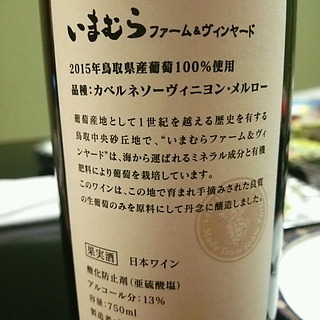 いまむらファーム&ヴィンヤード
2015年鳥取県産葡萄100%使用
品種:カベルネソーヴィニヨン・メルロー
葡萄産地として1世紀を越える歴史を有する
鳥取中央砂丘地で、“いまむらファーム&ヴィ
ンヤード”は、海から運ばれるミネラル成分と有機
肥料により葡萄を栽培しています。
このワインは、この地で育まれ手摘みされた良質
の生葡萄のみを原料にして丹念に醸造しました。
果実酒 日本ワイン
酸化防止剤(亜硫酸塩)
アルコール分:13%
容量:750ml
製造者: